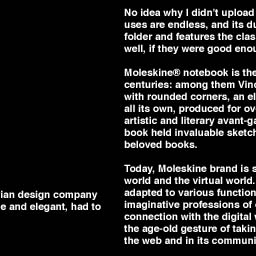 No idea why I didn't upload
uses are endless, and its du
folder and features the clas
well, if they were good enou
Moleskine® notebook is the
centuries: among them Vinc
with rounded corners, an el
all its own, produced for ove
artistic and literary avant-ga
book held invaluable sketch
beloved books.
Today, Moleskine brand is s
world and the virtual world.
adapted to various function
imaginative professions of
connection with the digital w
the age-old gesture of takin
the web and in its communi
ian design company
e and elegant, had to